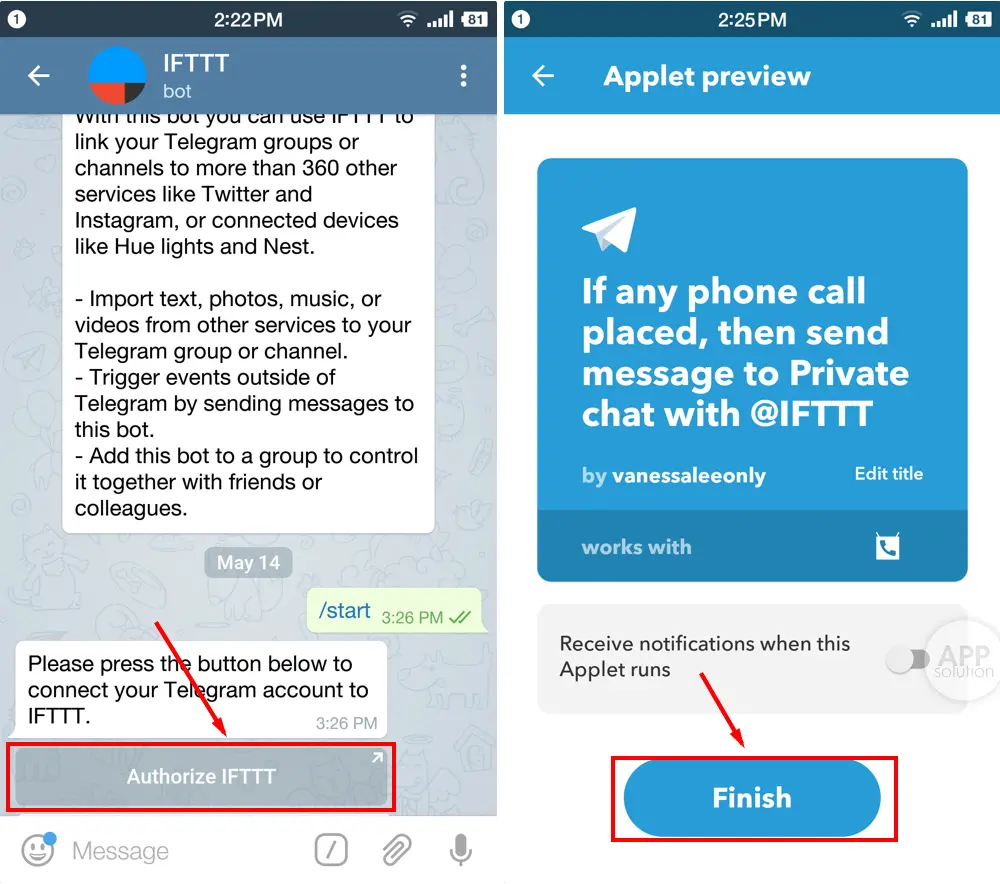 1
2:22 PM
81
IFTTT
bot
With this bot you can use IFTTT to
link your Telegram groups or
channels to more than 360 other
services like Twitter and
Instagram, or connected devices
like Hue lights and Nest.
- Import text, photos, music, or
videos from other services to your
Telegram group or channel.
- Trigger events outside of
Telegram by sending messages to
this bot.
- Add this bot to a group to control
it together with friends or
colleagues.
May 14
/start 3:26 PM
Please press the button below to
connect your Telegram account to
IFTTT.
3:26 PM
Authorize IFTTT
Message
1
2:25 PM
81
Applet preview
If any phone call
placed, then send
message to Private
chat with @IFTTT
by vanessaleeonly
Edit title
works with
Receive notifications when this
Applet runs
APP
solution
Finish